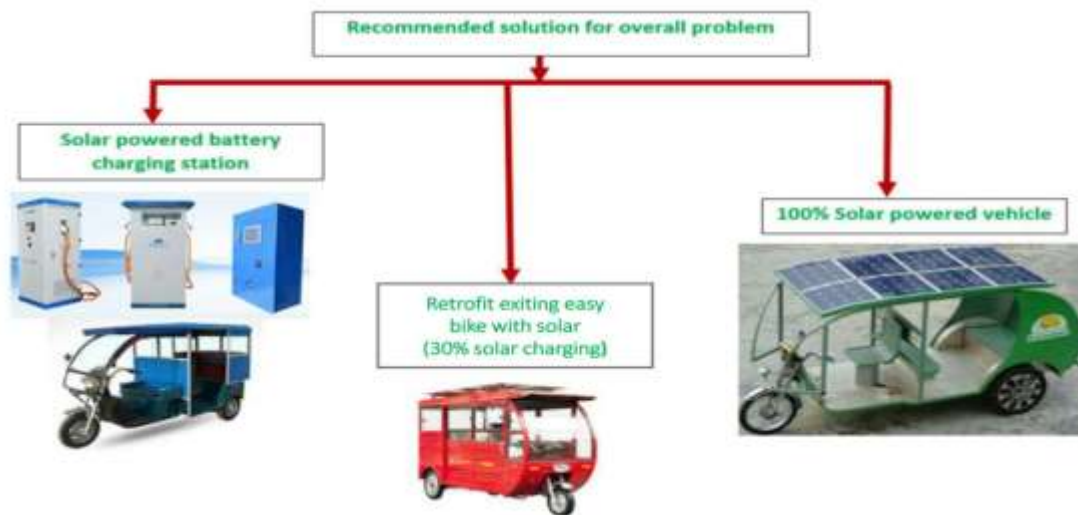 Recommended solution for overall problem
Solar powered battery
charging station
100% Solar powered vehicle
Retrofit exiting easy
bike with solar
(30% solar charging)